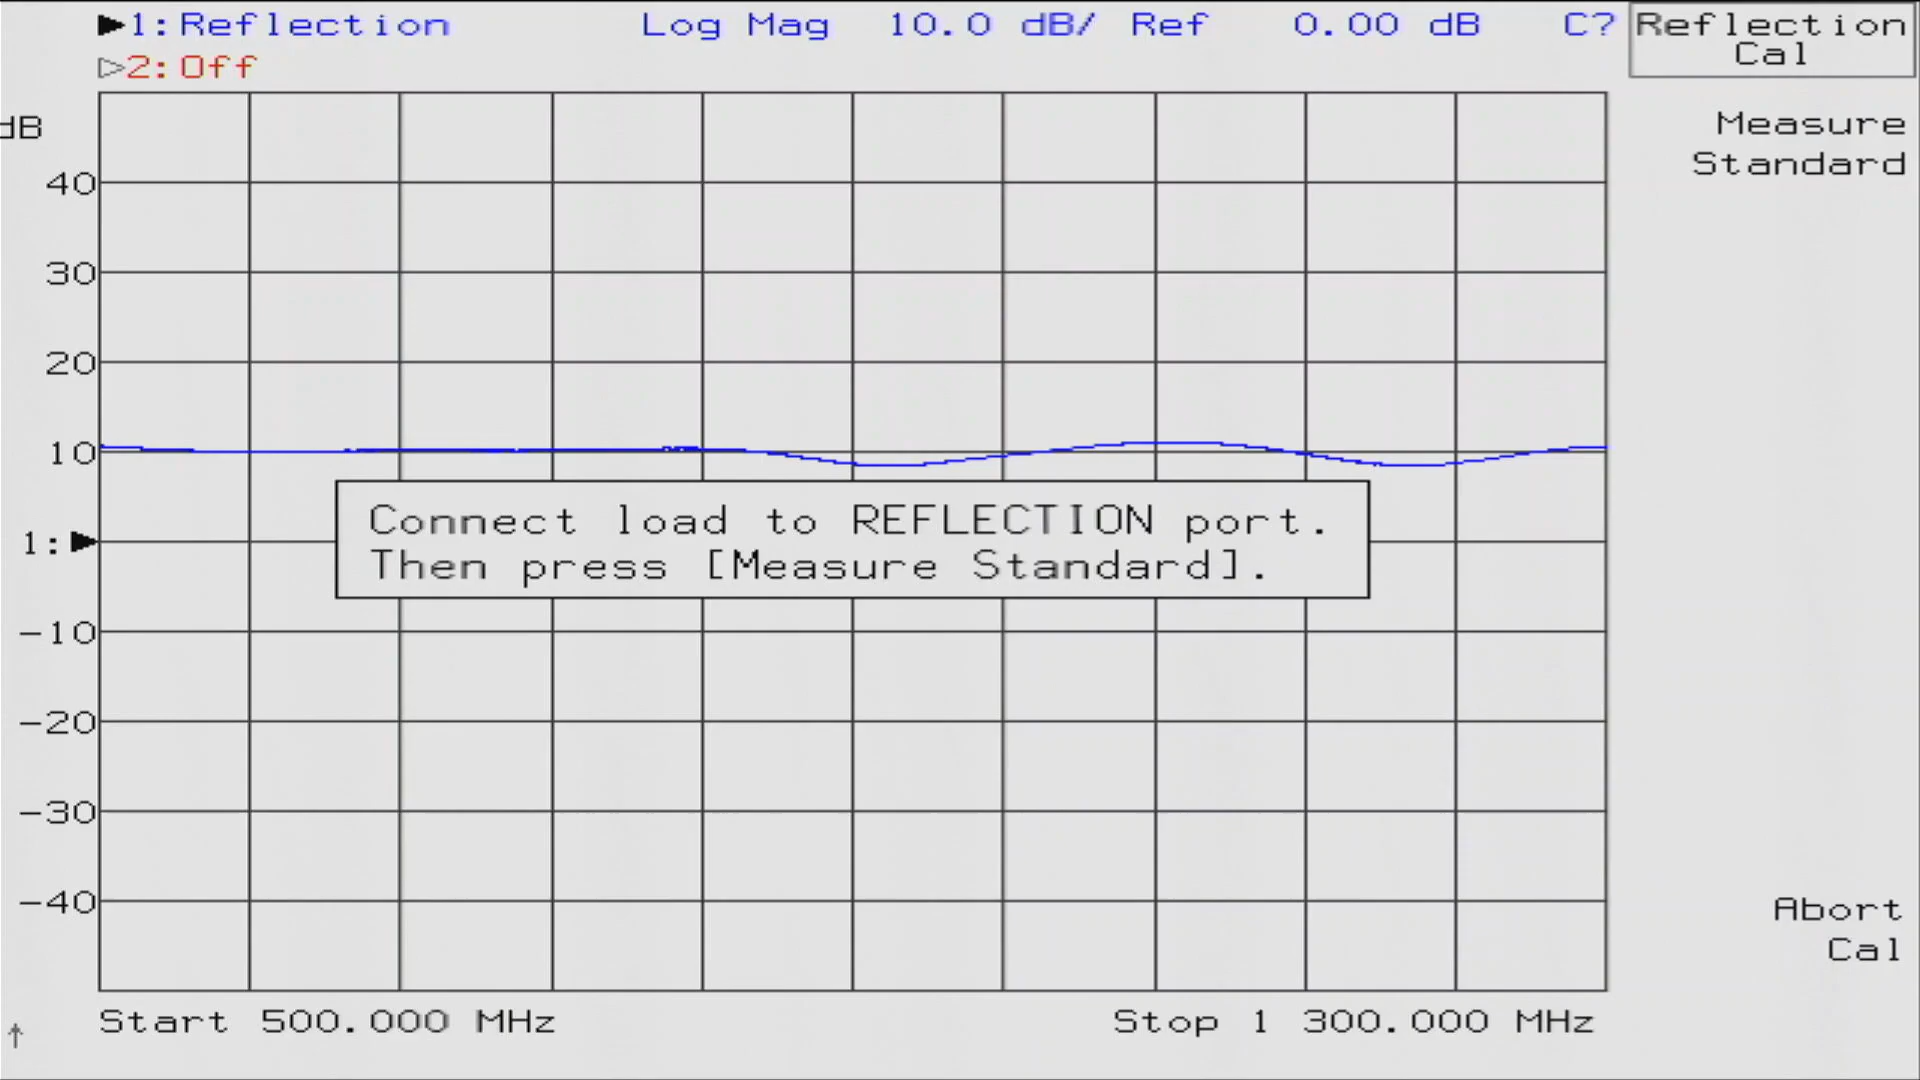 ▶1:Reflection Log Mag 10.0 dB/ Ref 0.00 dB C?
▷2:Off
Reflection
Cal
dB
Measure
Standard
40
30
20
10
1:▶
Connect load to REFLECTION port.
Then press [Measure Standard].
-10
-20
-30
-40
Abort
Cal
Start 500.000 MHz
Stop 1 300.000 MHz